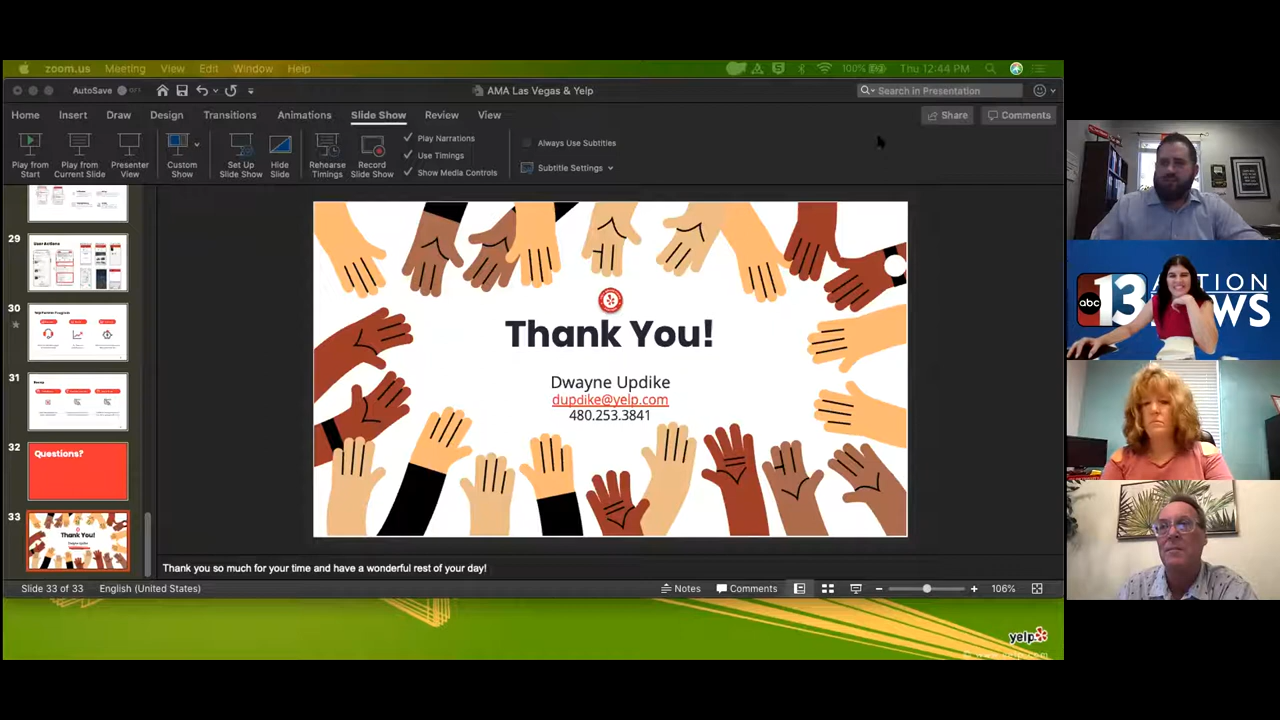 zoom.us Meeting View Edit Window Help
100% Thu 12:44 PM
AutoSave OFF
AMA Las Vegas & Yelp
Search in Presentation
Home Insert Draw Design Transitions Animations Slide Show Review View
Share Comments
Play from Start
Play from Current Slide
Presenter View
Custom Show
Set Up Slide Show
Hide Slide
Rehearse Timings
Record Slide Show
Play Narrations
Use Timings
Show Media Controls
Always Use Subtitles
Subtitle Settings
29
User Actions
30
31
Recap
32
Questions?
33
Thank You!
Thank You!
Dwayne Updike
dupdike@yelp.com
480.253.3841
Thank you so much for your time and have a wonderful rest of your day!
Slide 33 of 33 English (United States)
Notes Comments 106%
yelp
abc 13 ACTION
NEWS